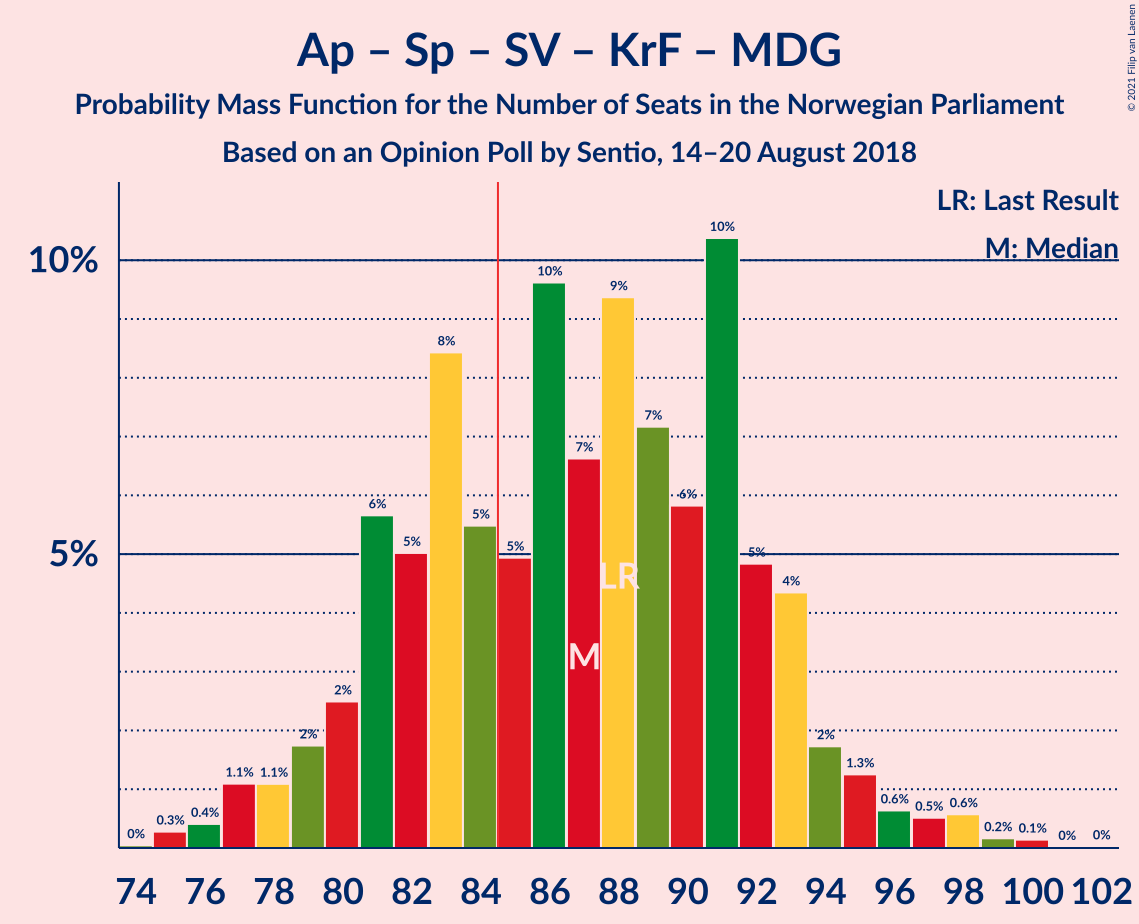 Ap – Sp – SV – KrF – MDG
Probability Mass Function for the Number of Seats in the Norwegian Parliament
Based on an Opinion Poll by Sentio, 14–20 August 2018
© 2021 Filip van Laenen
LR: Last Result
M: Median
10%
5%
0% 0.3% 0.4% 1.1% 1.1% 2% 2% 6% 5% 8% 5% 5% 10% 7% 9% 7% 6% 10% 5% 4% 2% 1.3% 0.6% 0.5% 0.6% 0.2% 0.1% 0% 0%
LR
M
74 76 78 80 82 84 86 88 90 92 94 96 98 100 102